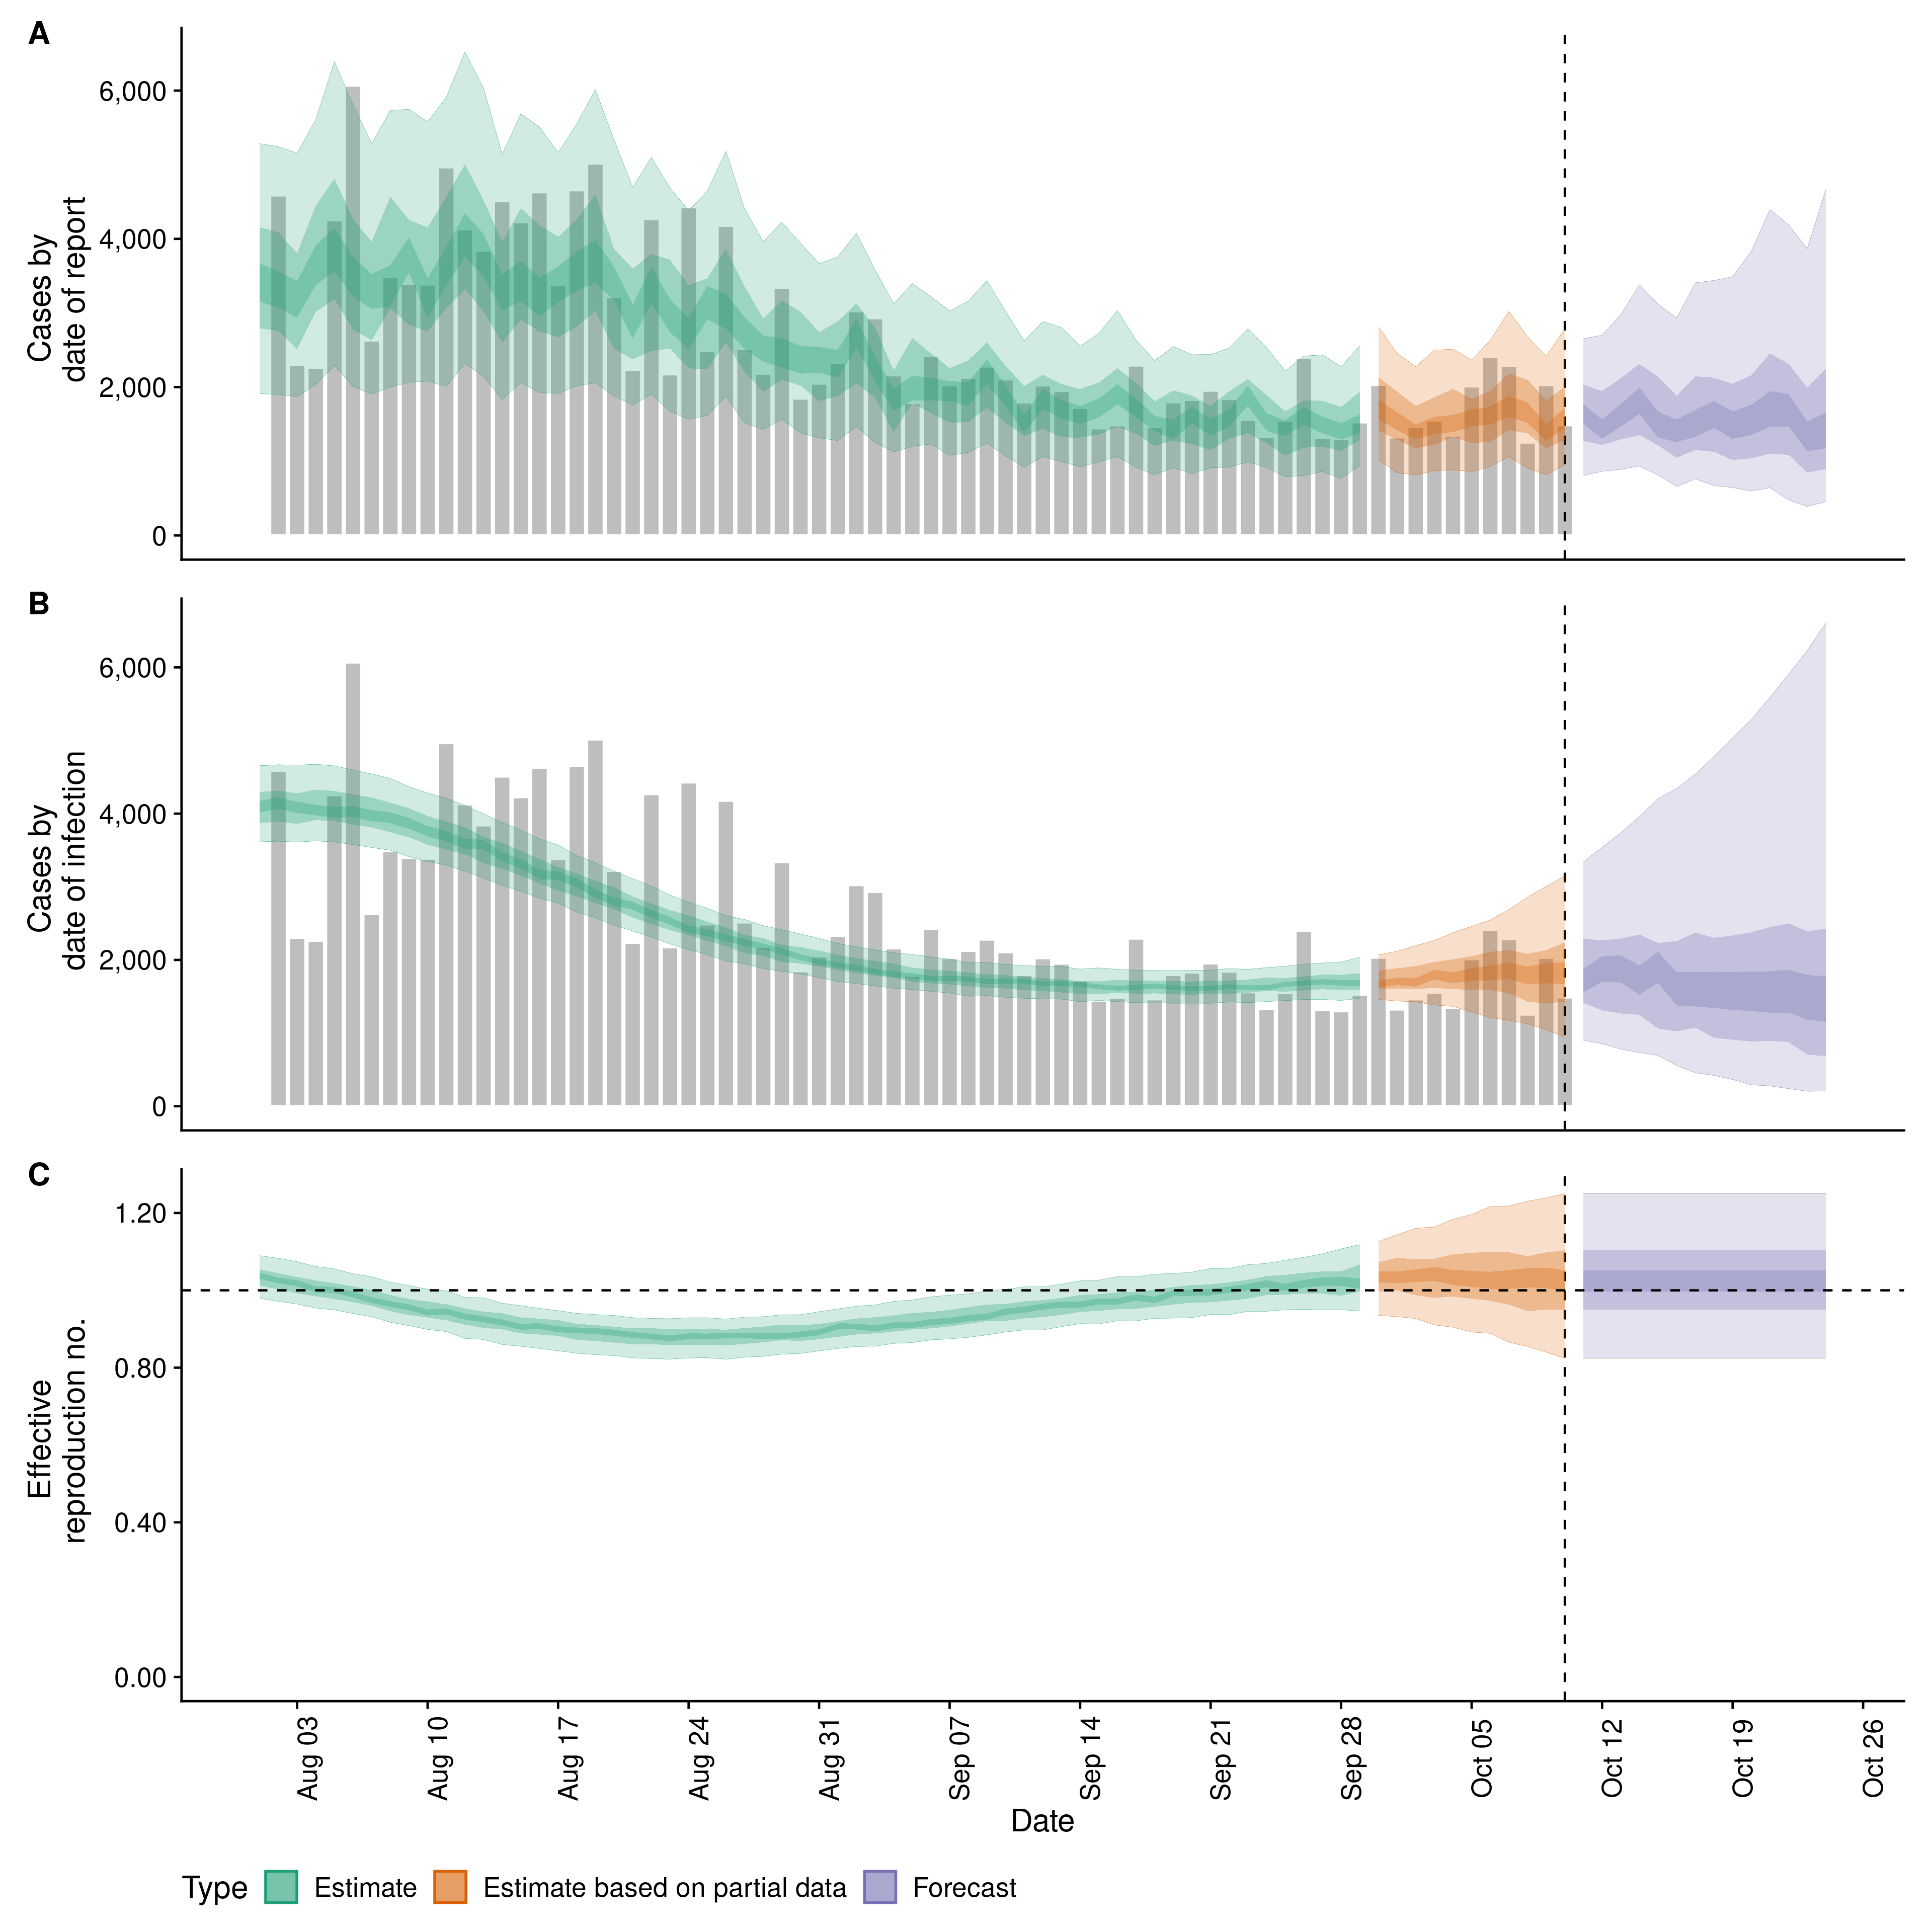 A
6,000
4,000
2,000
0
Cases by
date of report
B
6,000
4,000
2,000
0
Cases by
date of infection
C
1.20
0.80
0.40
0.00
Effective
reproduction no.
Aug 03
Aug 10
Aug 17
Aug 24
Aug 31
Sep 07
Sep 14
Sep 21
Sep 28
Oct 05
Oct 12
Oct 19
Oct 26
Date
Type Estimate Estimate based on partial data Forecast